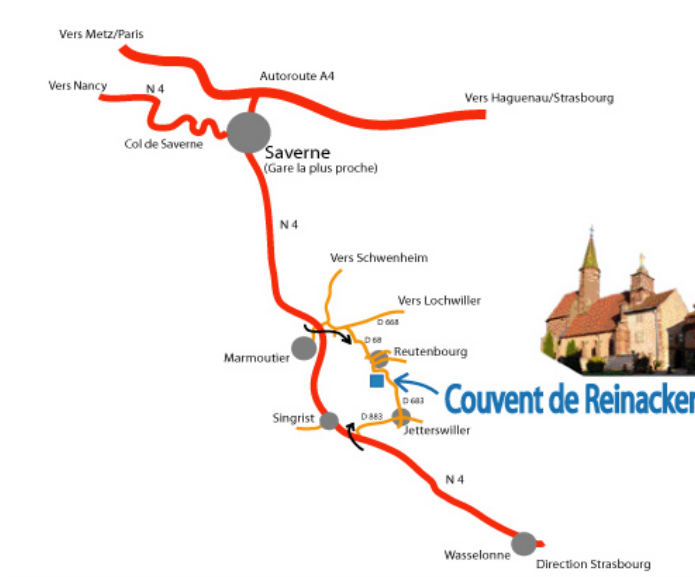 Vers Metz/Paris
Autoroute A4
Vers Nancy
N 4
Vers Haguenau/Strasbourg
Col de Saverne
Saverne
(Gare la plus proche)
N 4
Vers Schwenheim
Vers Lochwiller
D 668
D 68
Marmoutier
Reutenbourg
Couvent de Reinacker
D 683
Singrist
D 883
Jetterswiller
N 4
Wasselonne
Direction Strasbourg